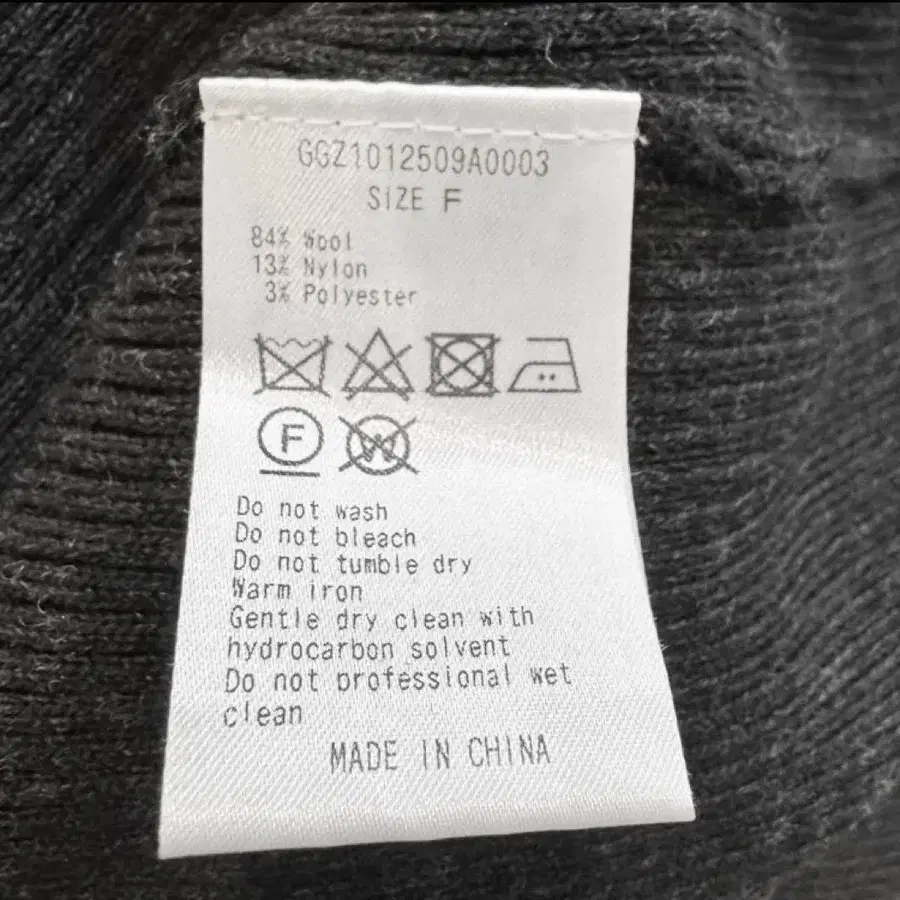 GGZ1012509A0003
SIZE F
84% Wool
13% Nylon
3% Polyester
F
W
Do not wash
Do not bleach
Do not tumble dry
Warm iron
Gentle dry clean with
hydrocarbon solvent
Do not professional wet
clean
MADE IN CHINA